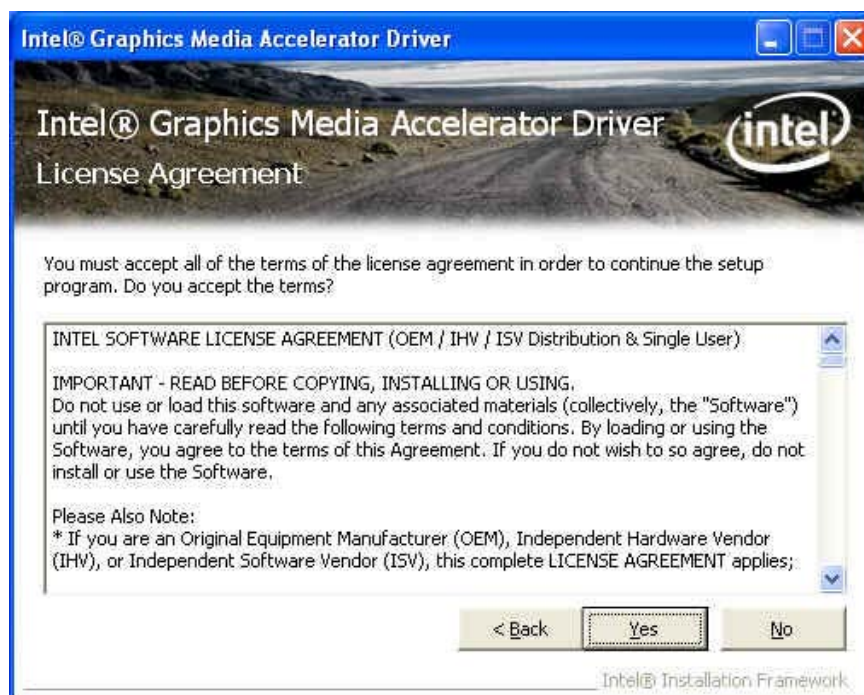 Intel® Graphics Media Accelerator Driver
Intel® Graphics Media Accelerator Driver
intel
License Agreement
You must accept all of the terms of the license agreement in order to continue the setup
program. Do you accept the terms?
INTEL SOFTWARE LICENSE AGREEMENT (OEM / IHV / ISV Distribution & Single User)
IMPORTANT - READ BEFORE COPYING, INSTALLING OR USING.
Do not use or load this software and any associated materials (collectively, the "Software")
until you have carefully read the following terms and conditions. By loading or using the
Software, you agree to the terms of this Agreement. If you do not wish to so agree, do not
install or use the Software.
Please Also Note:
* If you are an Original Equipment Manufacturer (OEM), Independent Hardware Vendor
(IHV), or Independent Software Vendor (ISV), this complete LICENSE AGREEMENT applies;
< Back Yes No
Intel® Installation Framework